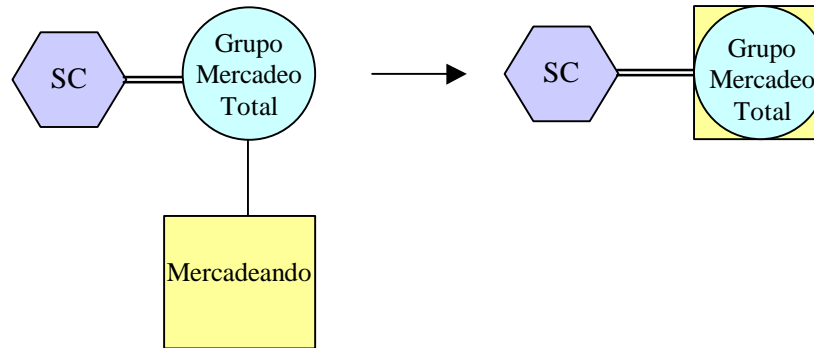 SC
Grupo
Mercadeo
Total
Mercadeando
SC
Grupo
Mercadeo
Total